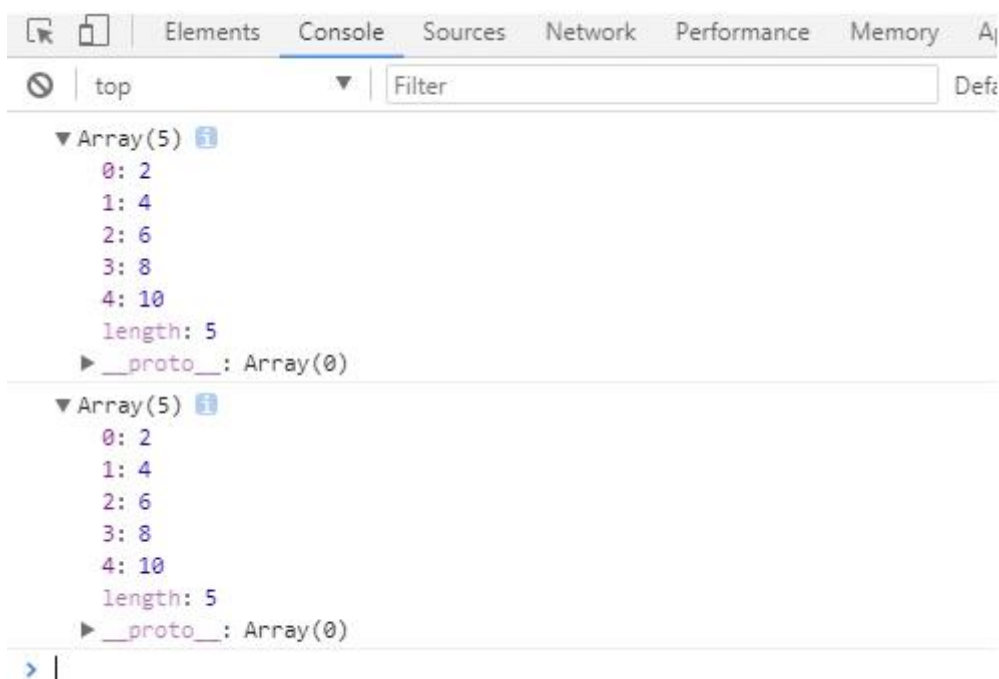 Elements Console Sources Network Performance Memory
top Filter
Array(5) i
0: 2
1: 4
2: 6
3: 8
4: 10
length: 5
__proto__: Array(0)
Array(5) i
0: 2
1: 4
2: 6
3: 8
4: 10
length: 5
__proto__: Array(0)
>